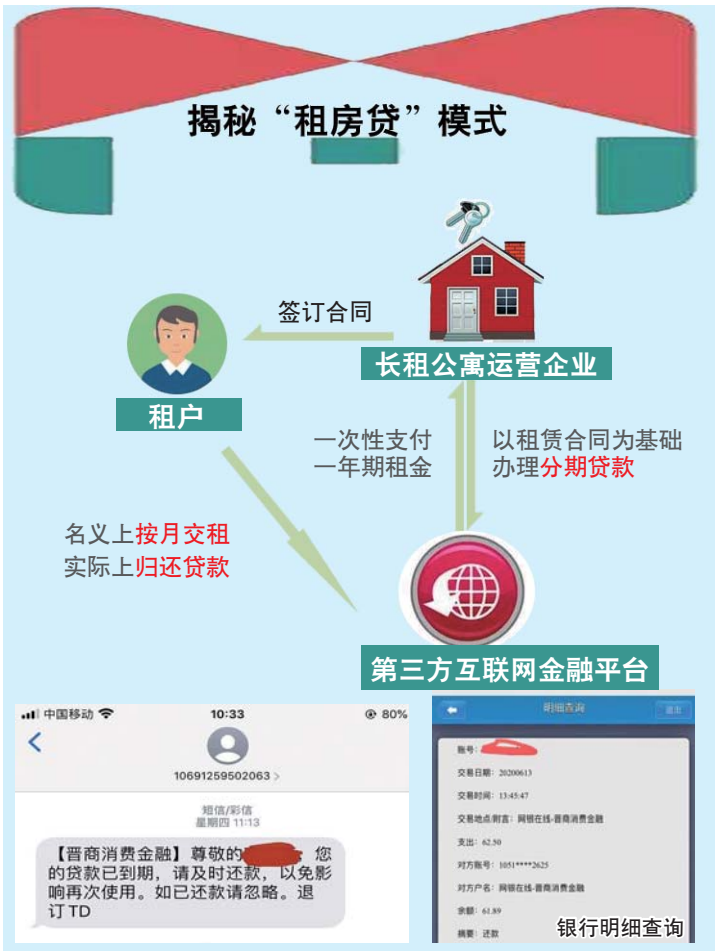 揭秘“租房贷”模式
签订合同
长租公寓运营企业
租户
一次性支付
一年期租金
以租赁合同为基础
办理分期贷款
名义上按月交租
实际上归还贷款
第三方互联网金融平台
中国移动
10:33
80%
10691259502063 >
短信/彩信
星期四 11:13
【晋商消费金融】尊敬的 ，您
的贷款已到期，请及时还款，以免影
响再次使用。如已还款请忽略。退
订TD
明细查询
退出
账号：
交易日期：20200613
交易时间：13:45:47
交易地点/附言：网银在线-晋商消费金融
支出：62.50
对方账号：1051****2625
对方户名：网银在线-晋商消费金融
余额：61.89
摘要：还款
银行明细查询